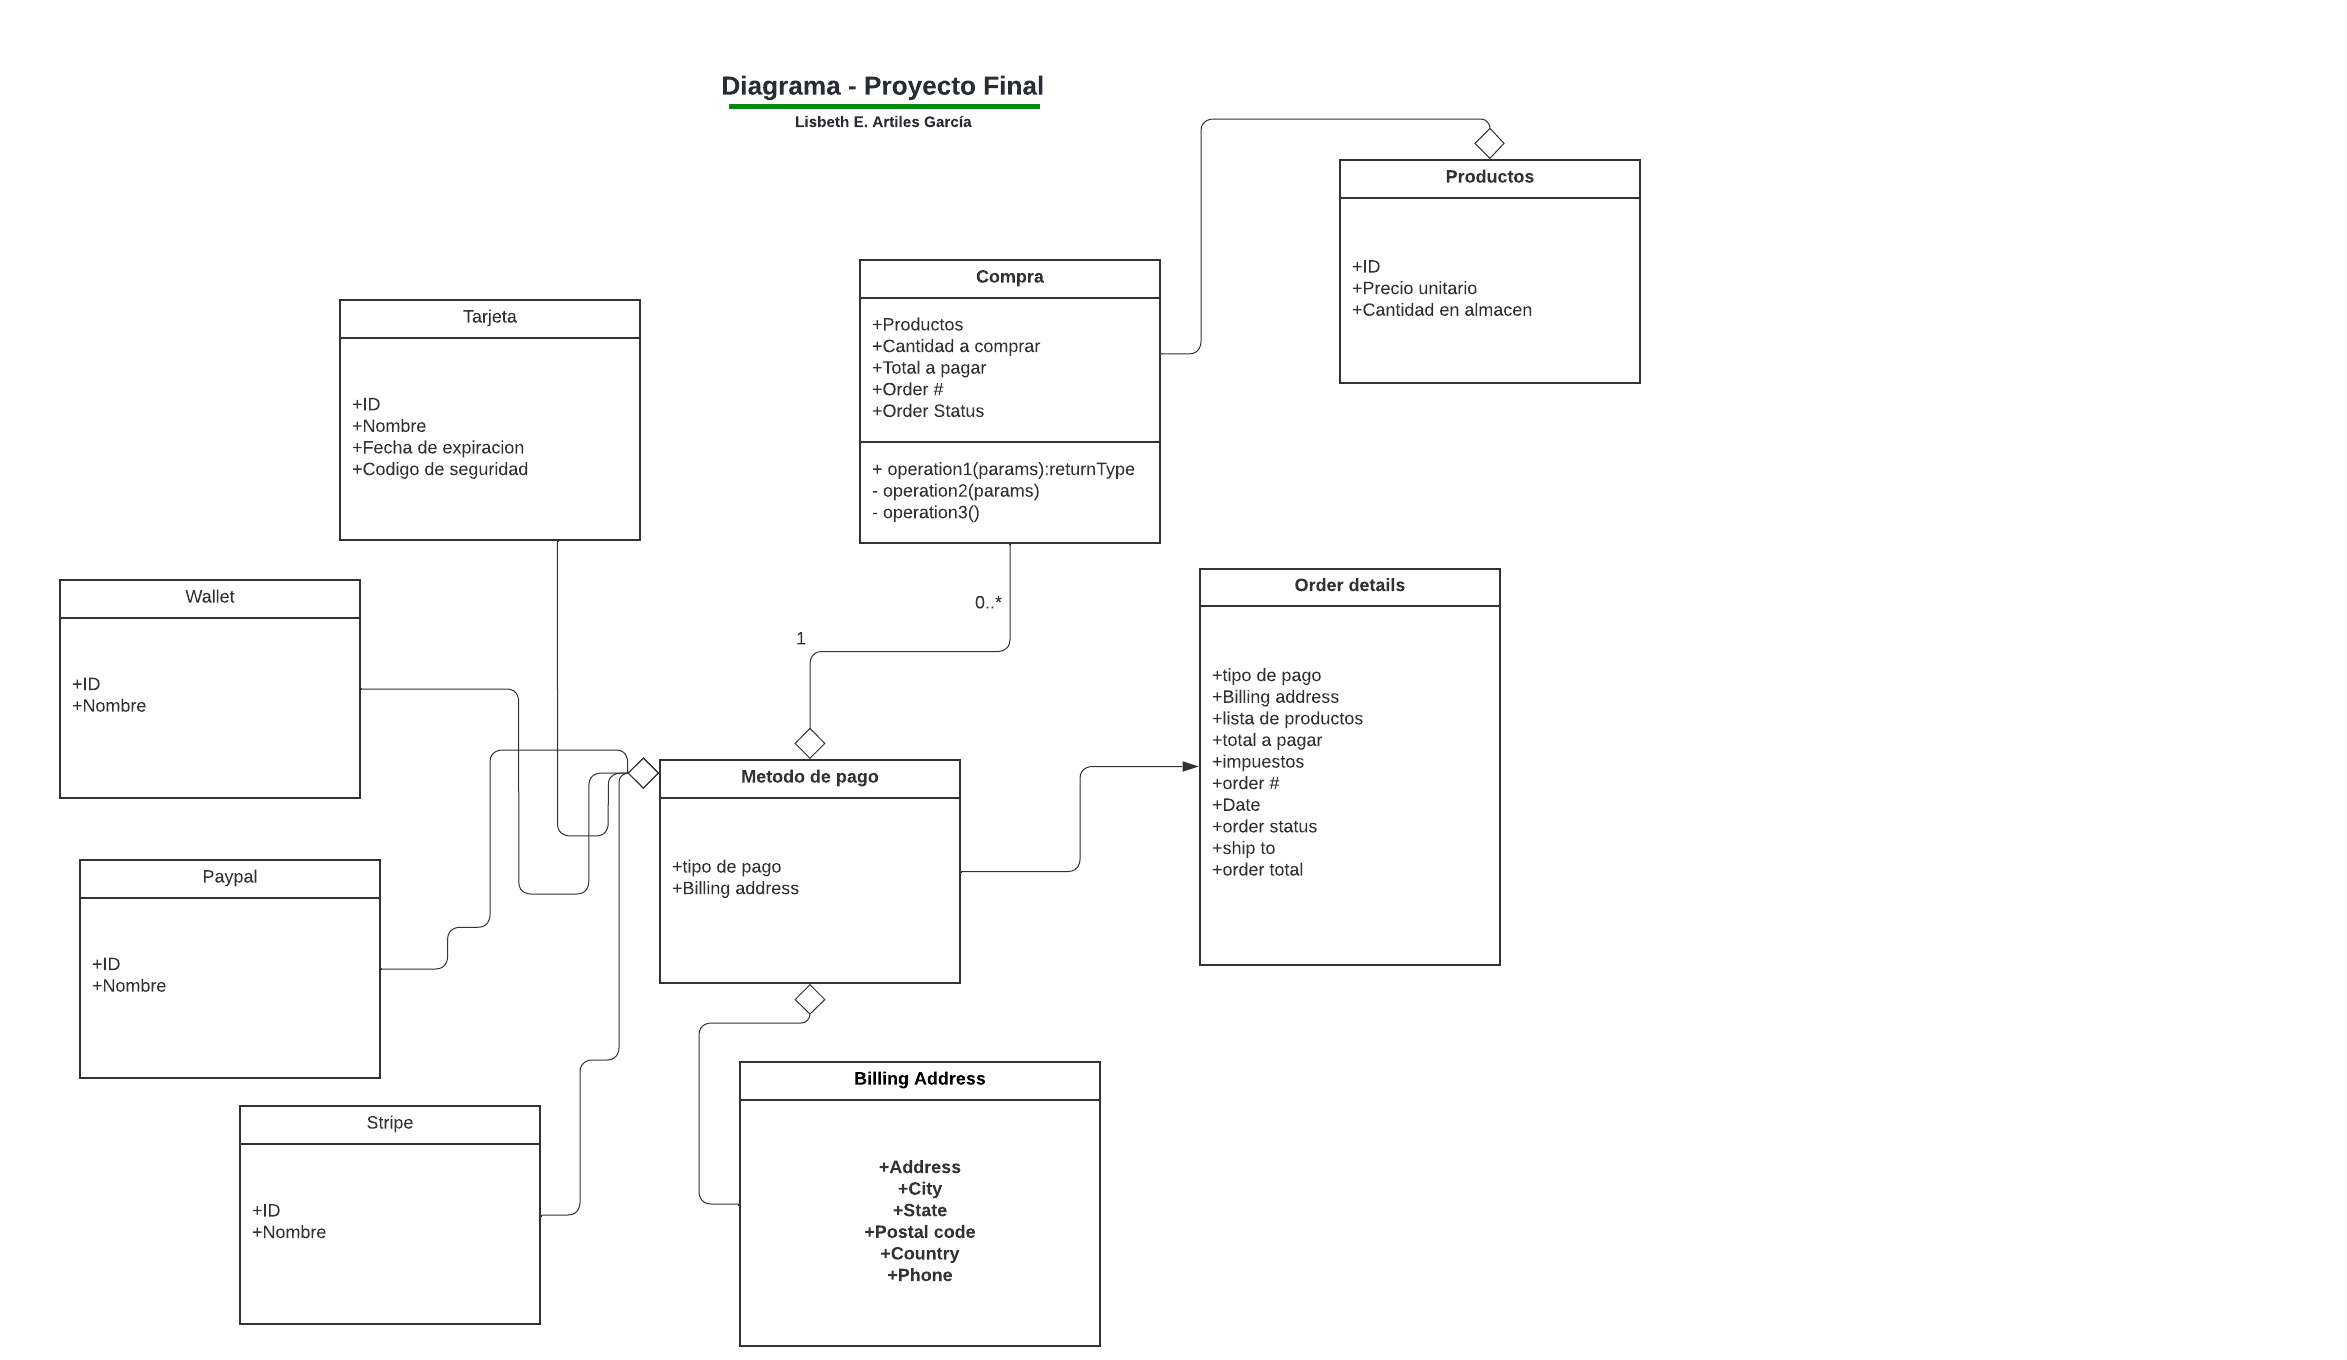 Diagrama - Proyecto Final
Lisbeth E. Artiles García
Productos
+ID
+Precio unitario
+Cantidad en almacen
Compra
+Productos
+Cantidad a comprar
+Total a pagar
+Order #
+Order Status
+ operation1(params):returnType
- operation2(params)
- operation3()
Tarjeta
+ID
+Nombre
+Fecha de expiracion
+Codigo de seguridad
Wallet
+ID
+Nombre
0..*
1
Order details
+tipo de pago
+Billing address
+lista de productos
+total a pagar
+impuestos
+order #
+Date
+order status
+ship to
+order total
Metodo de pago
+tipo de pago
+Billing address
Paypal
+ID
+Nombre
Stripe
+ID
+Nombre
Billing Address
+Address
+City
+State
+Postal code
+Country
+Phone